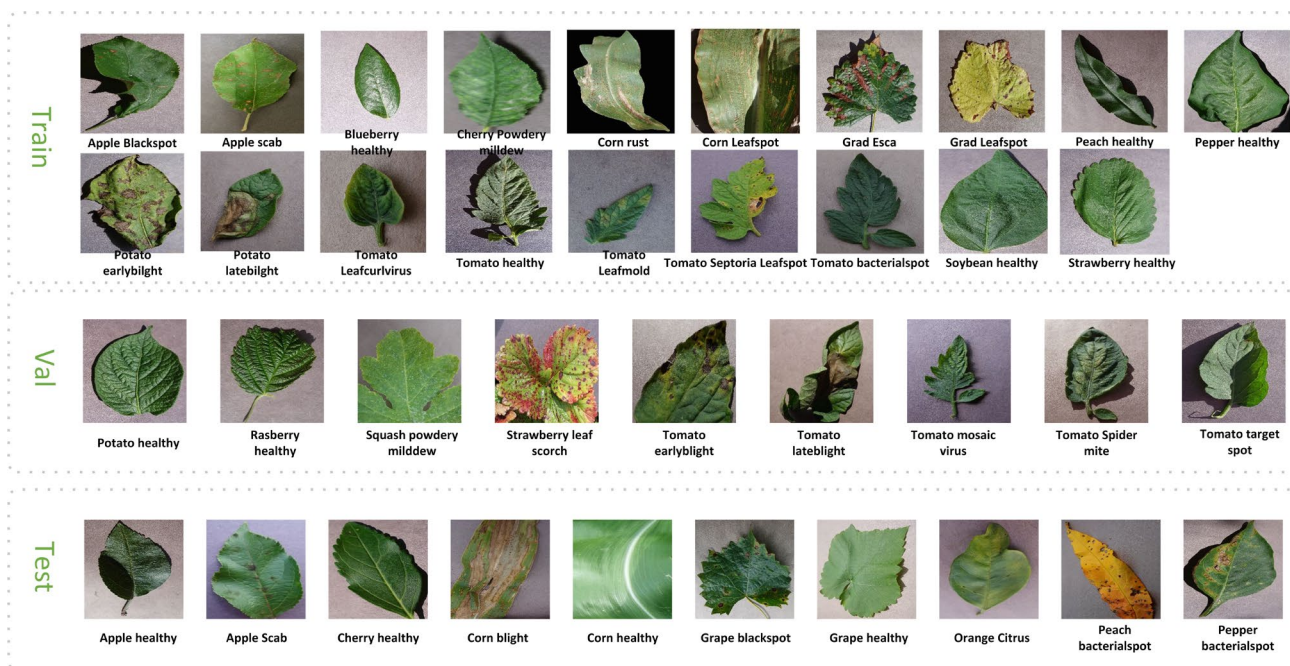 Train
Apple Blackspot
Apple scab
Blueberry
healthy
Cherry Powdery
milldew
Corn rust
Corn Leafspot
Grad Esca
Grad Leafspot
Peach healthy
Pepper healthy
Potato
earlybilght
Potato
latebilght
Tomato
Leafcurlvirus
Tomato healthy
Tomato
Leafmold
Tomato Septoria Leafspot
Tomato bacterialspot
Soybean healthy
Strawberry healthy
Val
Potato healthy
Rasberry
healthy
Squash powdery
milddew
Strawberry leaf
scorch
Tomato
earlyblight
Tomato
lateblight
Tomato mosaic
virus
Tomato Spider
mite
Tomato target
spot
Test
Apple healthy
Apple Scab
Cherry healthy
Corn blight
Corn healthy
Grape blackspot
Grape healthy
Orange Citrus
Peach
bacterialspot
Pepper
bacterialspot